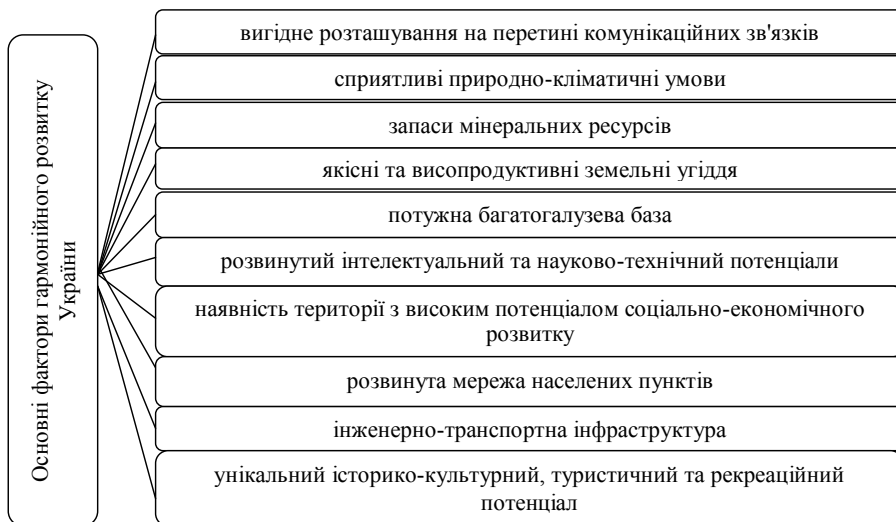 Основні фактори гармонійного розвитку
України
вигідне розташування на перетині комунікаційних зв'язків
сприятливі природно-кліматичні умови
запаси мінеральних ресурсів
якісні та висопродуктивні земельні угіддя
потужна багатогалузева база
розвинутий інтелектуальний та науково-технічний потенціали
наявність території з високим потенціалом соціально-економічного
розвитку
розвинута мережа населених пунктів
інженерно-транспортна інфраструктура
унікальний історико-культурний, туристичний та рекреаційний
потенціал